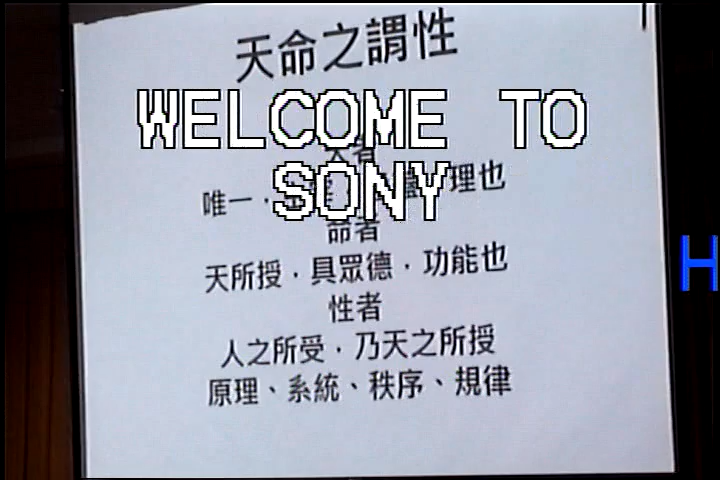 天命之謂性
WELCOME TO
天者
SONY
唯一．理也
命者
天所授．具眾德．功能也
性者
人之所受．乃天之所授
原理、系統、秩序、規律
H